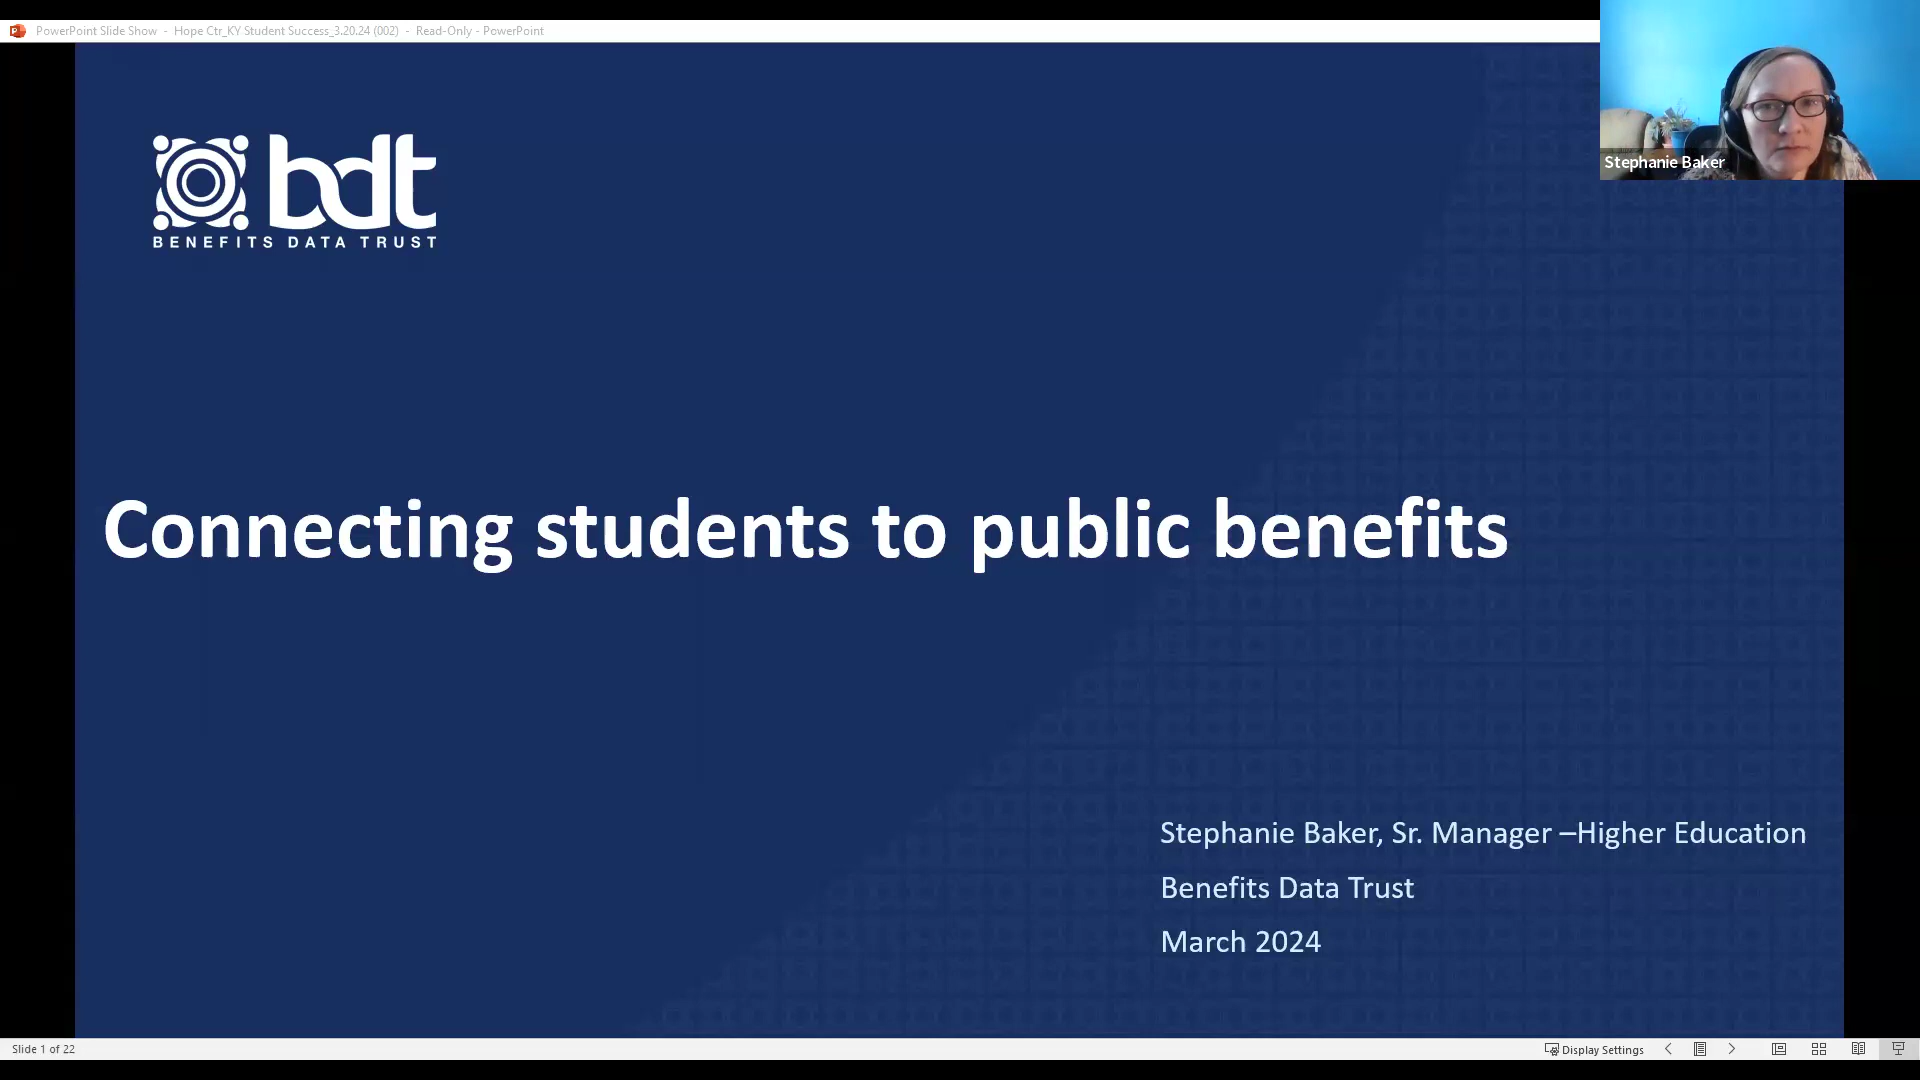 PowerPoint Slide Show - Hope Ctr_KY Student Success_3.20.24 (002) - Read-Only - PowerPoint
Stephanie Baker
bdt
BENEFITS DATA TRUST
Connecting students to public benefits
Stephanie Baker, Sr. Manager –Higher Education
Benefits Data Trust
March 2024
Slide 1 of 22
Display Settings